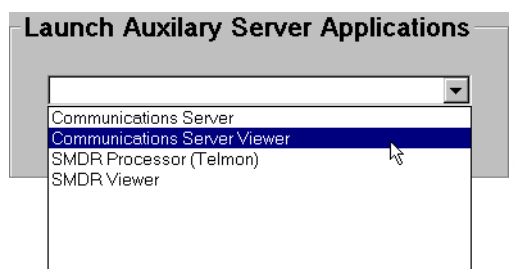 Launch Auxilary Server Applications
Communications Server
Communications Server Viewer
SMDR Processor (Telmon)
SMDR Viewer